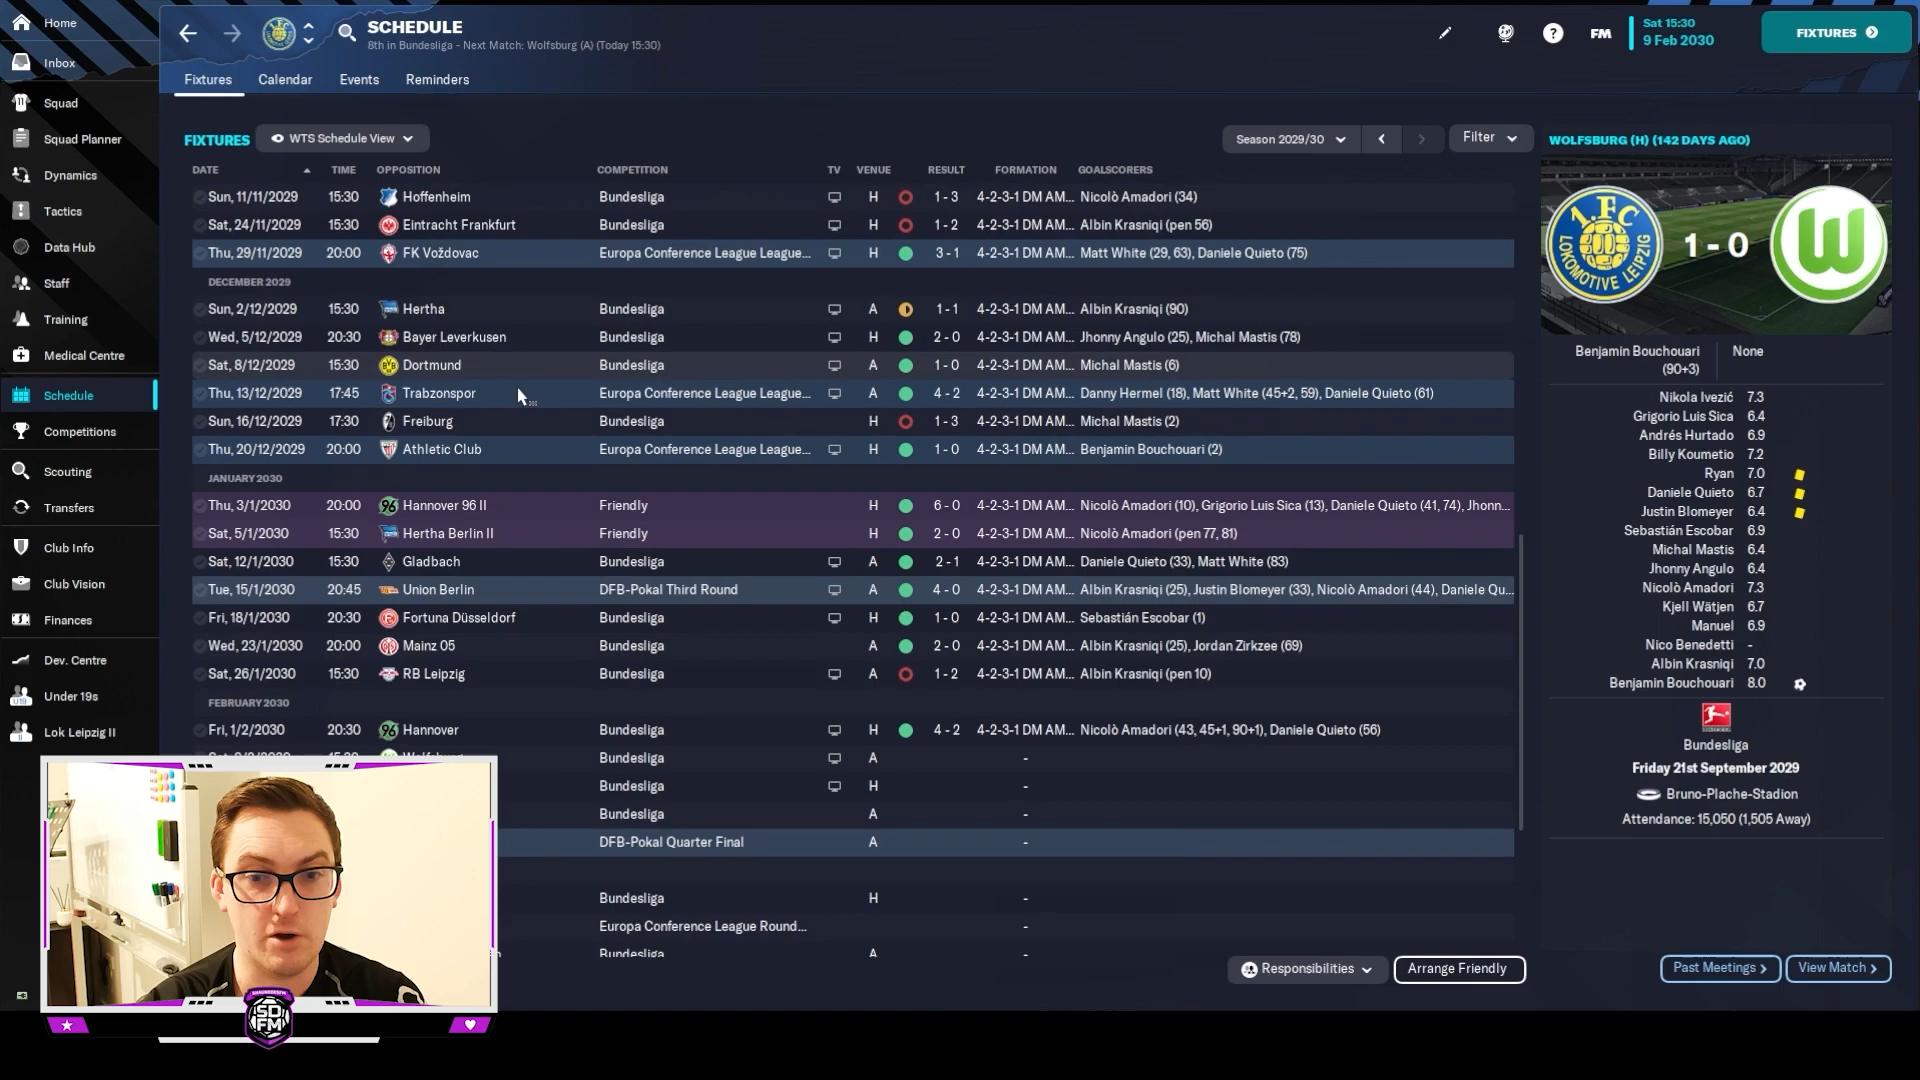 Home
Inbox
Squad
Squad Planner
Dynamics
Tactics
Data Hub
Staff
Training
Medical Centre
Schedule
Competitions
Scouting
Transfers
Club Info
Club Vision
Finances
Dev. Centre
Under 19s
Lok Leipzig II
SCHEDULE
8th in Bundesliga - Next Match: Wolfsburg (A) (Today 15:30)
FM
Sat 15:30
9 Feb 2030
FIXTURES
Fixtures Calendar Events Reminders
FIXTURES WTS Schedule View Season 2029/30 Filter
DATE TIME OPPOSITION COMPETITION TV VENUE RESULT FORMATION GOALSCORERS
Sun, 11/11/2029 15:30 Hoffenheim Bundesliga H 1 - 3 4-2-3-1 DM AM... Nicolò Amadori (34)
Sat, 24/11/2029 15:30 Eintracht Frankfurt Bundesliga H 1 - 2 4-2-3-1 DM AM... Albin Krasniqi (pen 56)
Thu, 29/11/2029 20:00 FK Voždovac Europa Conference League League... H 3 - 1 4-2-3-1 DM AM... Matt White (29, 63), Daniele Quieto (75)
DECEMBER 2029
Sun, 2/12/2029 15:30 Hertha Bundesliga A 1 - 1 4-2-3-1 DM AM... Albin Krasniqi (90)
Wed, 5/12/2029 20:30 Bayer Leverkusen Bundesliga H 2 - 0 4-2-3-1 DM AM... Jhonny Angulo (25), Michal Mastis (78)
Sat, 8/12/2029 15:30 Dortmund Bundesliga A 1 - 0 4-2-3-1 DM AM... Michal Mastis (6)
Thu, 13/12/2029 17:45 Trabzonspor Europa Conference League League... A 4 - 2 4-2-3-1 DM AM... Danny Hermel (18), Matt White (45+2, 59), Daniele Quieto (61)
Sun, 16/12/2029 17:30 Freiburg Bundesliga H 1 - 3 4-2-3-1 DM AM... Michal Mastis (2)
Thu, 20/12/2029 20:00 Athletic Club Europa Conference League League... H 1 - 0 4-2-3-1 DM AM... Benjamin Bouchouari (2)
JANUARY 2030
Thu, 3/1/2030 20:00 Hannover 96 II Friendly H 6 - 0 4-2-3-1 DM AM... Nicolò Amadori (10), Grigorio Luis Sica (13), Daniele Quieto (41, 74), Jhonn...
Sat, 5/1/2030 15:30 Hertha Berlin II Friendly H 2 - 0 4-2-3-1 DM AM... Nicolò Amadori (pen 77, 81)
Sat, 12/1/2030 15:30 Gladbach Bundesliga A 2 - 1 4-2-3-1 DM AM... Daniele Quieto (33), Matt White (83)
Tue, 15/1/2030 20:45 Union Berlin DFB-Pokal Third Round A 4 - 0 4-2-3-1 DM AM... Albin Krasniqi (25), Justin Blomeyer (33), Nicolò Amadori (44), Daniele Qu...
Fri, 18/1/2030 20:30 Fortuna Düsseldorf Bundesliga H 1 - 0 4-2-3-1 DM AM... Sebastián Escobar (1)
Wed, 23/1/2030 20:00 Mainz 05 Bundesliga A 2 - 0 4-2-3-1 DM AM... Albin Krasniqi (25), Jordan Zirkzee (69)
Sat, 26/1/2030 15:30 RB Leipzig Bundesliga A 1 - 2 4-2-3-1 DM AM... Albin Krasniqi (pen 10)
FEBRUARY 2030
Fri, 1/2/2030 20:30 Hannover Bundesliga H 4 - 2 4-2-3-1 DM AM... Nicolò Amadori (43, 45+1, 90+1), Daniele Quieto (56)
Bundesliga A -
Bundesliga H -
Bundesliga A -
DFB-Pokal Quarter Final A -
Bundesliga H -
Europa Conference League Round... -
Bundesliga A -
Responsibilities Arrange Friendly
WOLFSBURG (H) (142 DAYS AGO)
1. FC
LOKOMOTIVE LEIPZIG
1 - 0
W
Benjamin Bouchouari None
(90+3)
Nikola Ivezić 7.3
Grigorio Luis Sica 6.4
Andrés Hurtado 6.9
Billy Koumetio 7.2
Ryan 7.0
Daniele Quieto 6.7
Justin Blomeyer 6.4
Sebastián Escobar 6.9
Michal Mastis 6.4
Jhonny Angulo 6.4
Nicolò Amadori 7.3
Kjell Wätjen 6.7
Manuel 6.9
Nico Benedetti -
Albin Krasniqi 7.0
Benjamin Bouchouari 8.0
Bundesliga
Friday 21st September 2029
Bruno-Plache-Stadion
Attendance: 15,050 (1,505 Away)
Past Meetings View Match
SD
FM